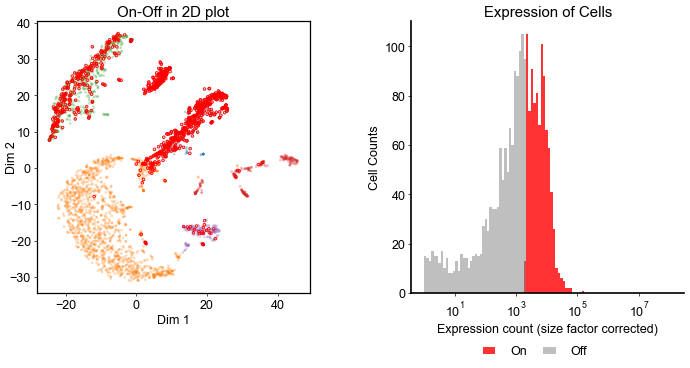 On-Off in 2D plot
40
30
20
10
0
−10
−20
−30
Dim 2
−20
0
20
40
Dim 1
Expression of Cells
100
80
60
40
20
0
Cell Counts
10^1
10^3
10^5
10^7
Expression count (size factor corrected)
On
Off